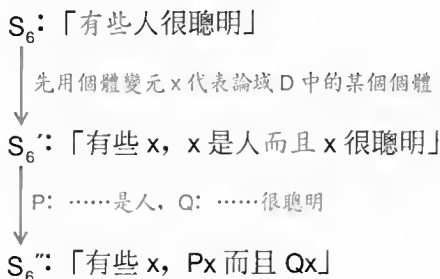 S₆:「有些人很聰明」
先用個體變元 x 代表論域 D 中的某個個體
S₆′:「有些 x，x 是人而且 x 很聰明」
P：……是人，Q：……很聰明
S₆″:「有些 x，Px 而且 Qx」